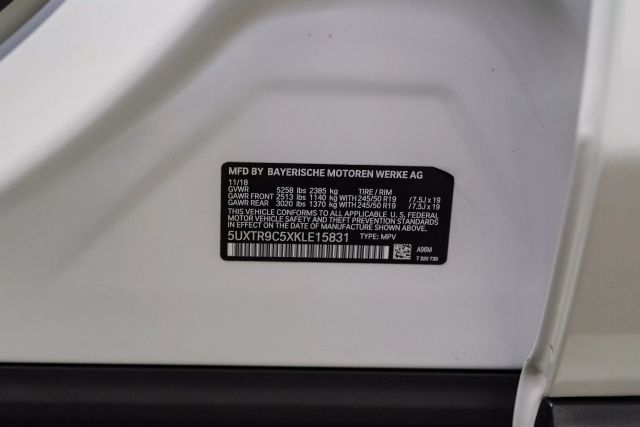 MFD BY BAYERISCHE MOTOREN WERKE AG
11/18
GVWR 5258 lbs 2385 kg TIRE / RIM
GAWR FRONT 2513 lbs 1140 kg WITH 245/50 R19 / 7.5J x 19
GAWR REAR 3020 lbs 1370 kg WITH 245/50 R19 / 7.5J x 19
THIS VEHICLE CONFORMS TO ALL APPLICABLE U. S. FEDERAL
MOTOR VEHICLE SAFETY AND THEFT PREVENTION STANDARDS
IN EFFECT ON THE DATE OF MANUFACTURE SHOWN ABOVE.
5UXTR9C5XKLE15831 TYPE: MPV
A96M
7 320 730